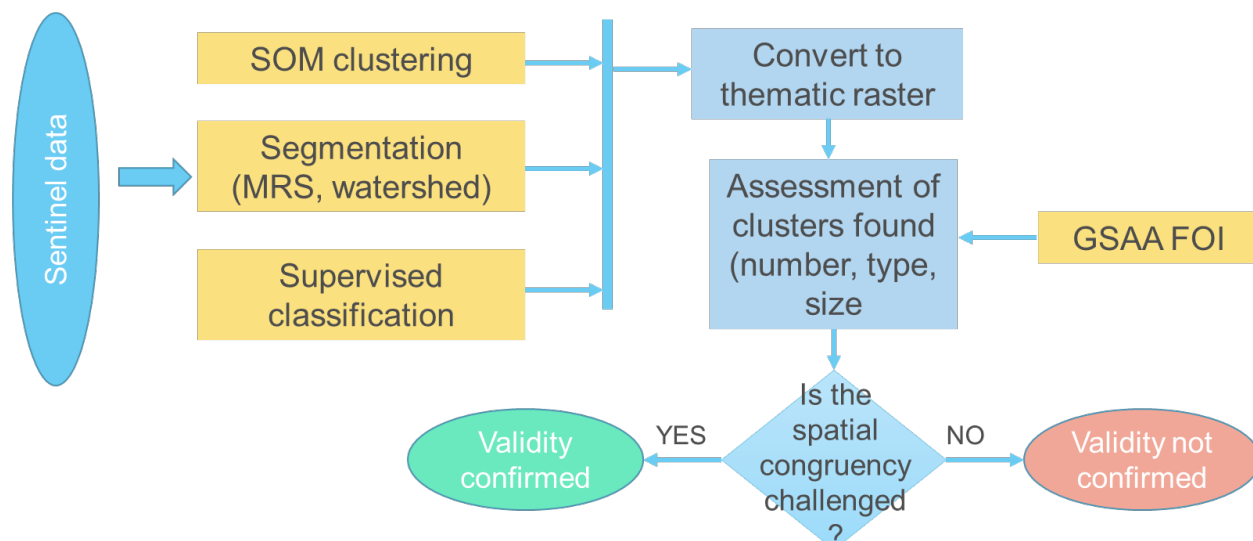 Sentinel data
SOM clustering
Segmentation
(MRS, watershed)
Supervised
classification
Convert to
thematic raster
Assessment of
clusters found
(number, type,
size
GSAA FOI
Is the
spatial
congruency
challenged
?
YES
NO
Validity
confirmed
Validity not
confirmed